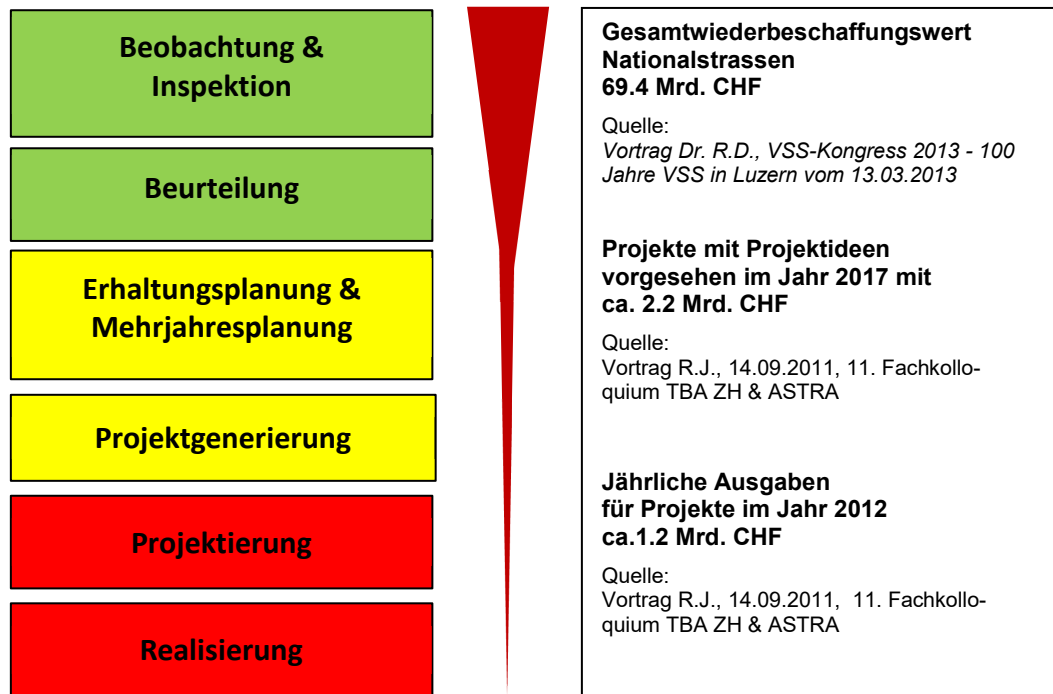 Beobachtung &
Inspektion
Beurteilung
Erhaltungsplanung &
Mehrjahresplanung
Projektgenerierung
Projektierung
Realisierung
Gesamtwiederbeschaffungswert
Nationalstrassen
69.4 Mrd. CHF
Quelle:
Vortrag Dr. R.D., VSS-Kongress 2013 - 100
Jahre VSS in Luzern vom 13.03.2013
Projekte mit Projektideen
vorgesehen im Jahr 2017 mit
ca. 2.2 Mrd. CHF
Quelle:
Vortrag R.J., 14.09.2011, 11. Fachkollo-
quium TBA ZH & ASTRA
Jährliche Ausgaben
für Projekte im Jahr 2012
ca.1.2 Mrd. CHF
Quelle:
Vortrag R.J., 14.09.2011, 11. Fachkollo-
quium TBA ZH & ASTRA